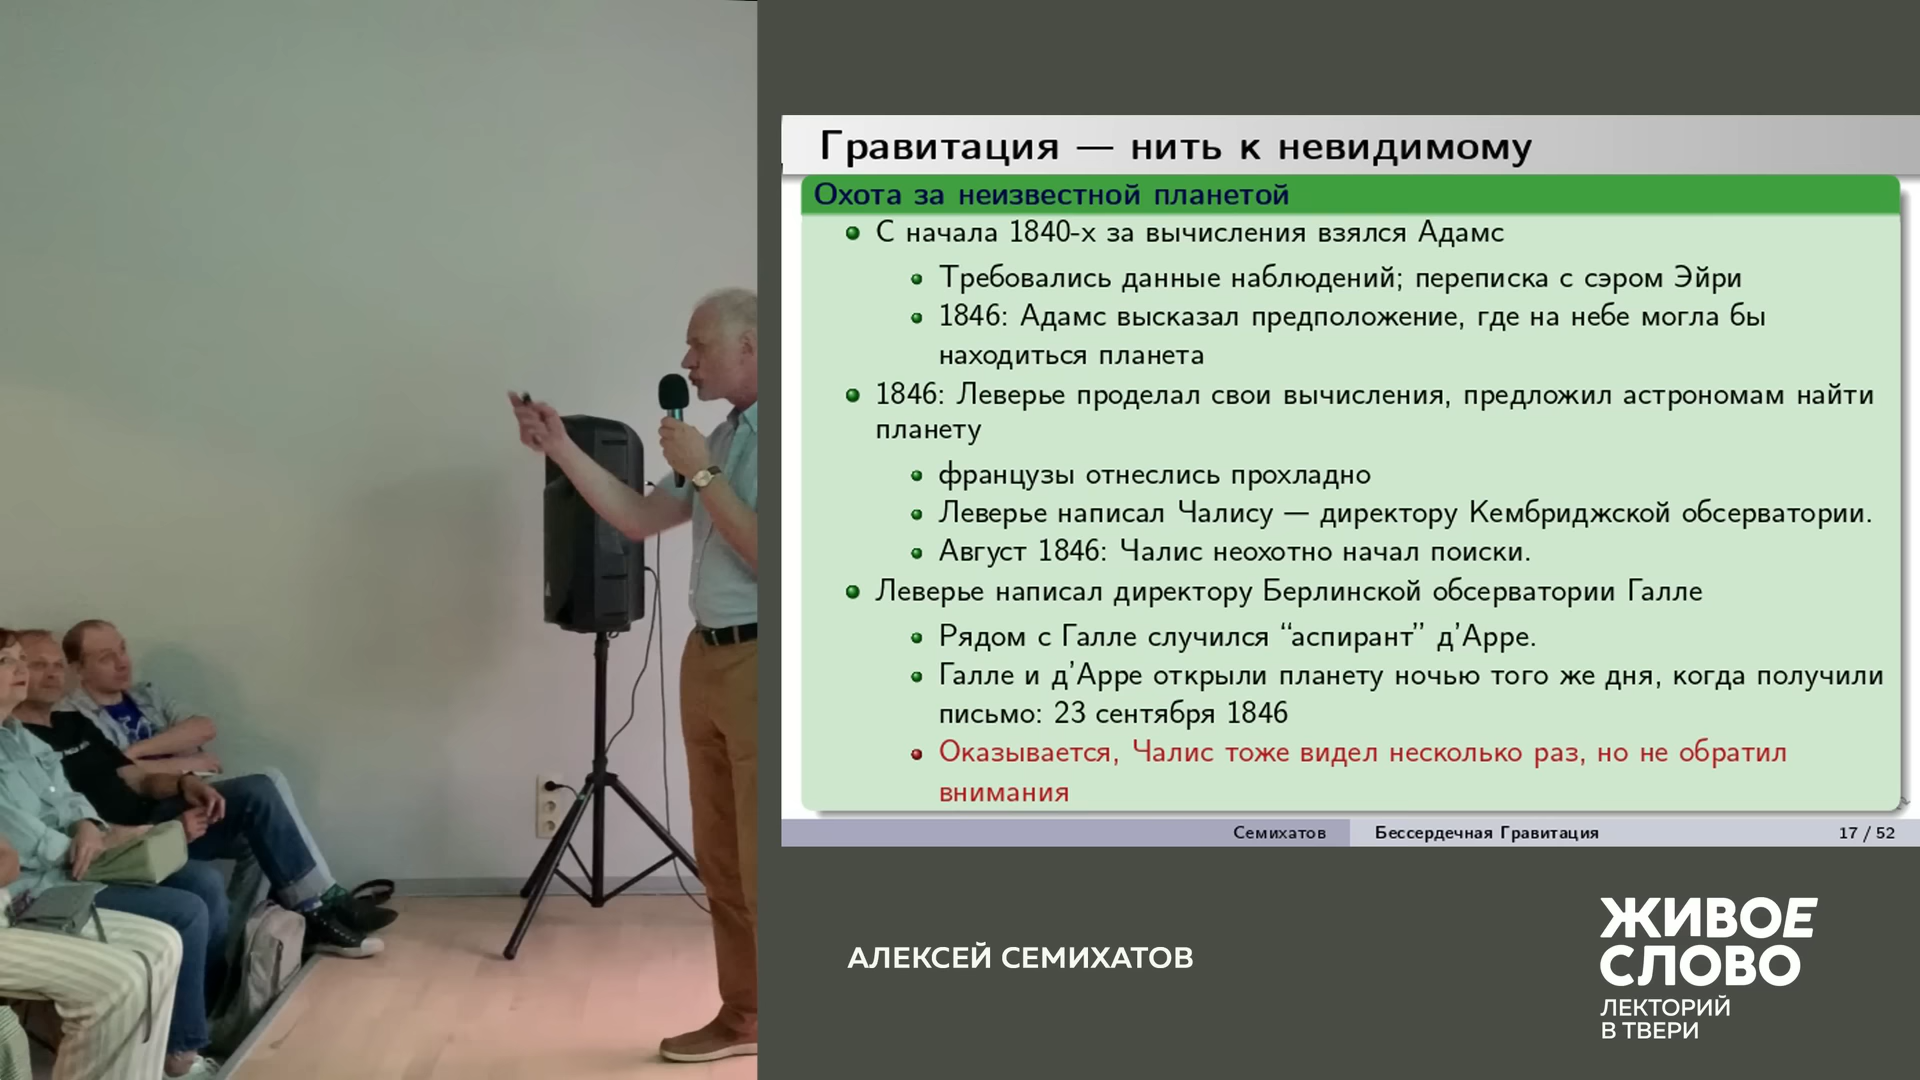 Гравитация — нить к невидимому
Охота за неизвестной планетой
С начала 1840-х за вычисления взялся Адамс
Требовались данные наблюдений; переписка с сэром Эйри
1846: Адамс высказал предположение, где на небе могла бы
находиться планета
1846: Леверье проделал свои вычисления, предложил астрономам найти
планету
французы отнеслись прохладно
Леверье написал Чалису — директору Кембриджской обсерватории.
Август 1846: Чалис неохотно начал поиски.
Леверье написал директору Берлинской обсерватории Галле
Рядом с Галле случился “аспирант” д’Арре.
Галле и д’Арре открыли планету ночью того же дня, когда получили
письмо: 23 сентября 1846
Оказывается, Чалис тоже видел несколько раз, но не обратил
внимания
Семихатов Бессердечная Гравитация 17 / 52
АЛЕКСЕЙ СЕМИХАТОВ
ЖИВОЕ
СЛОВО
ЛЕКТОРИЙ
В ТВЕРИ